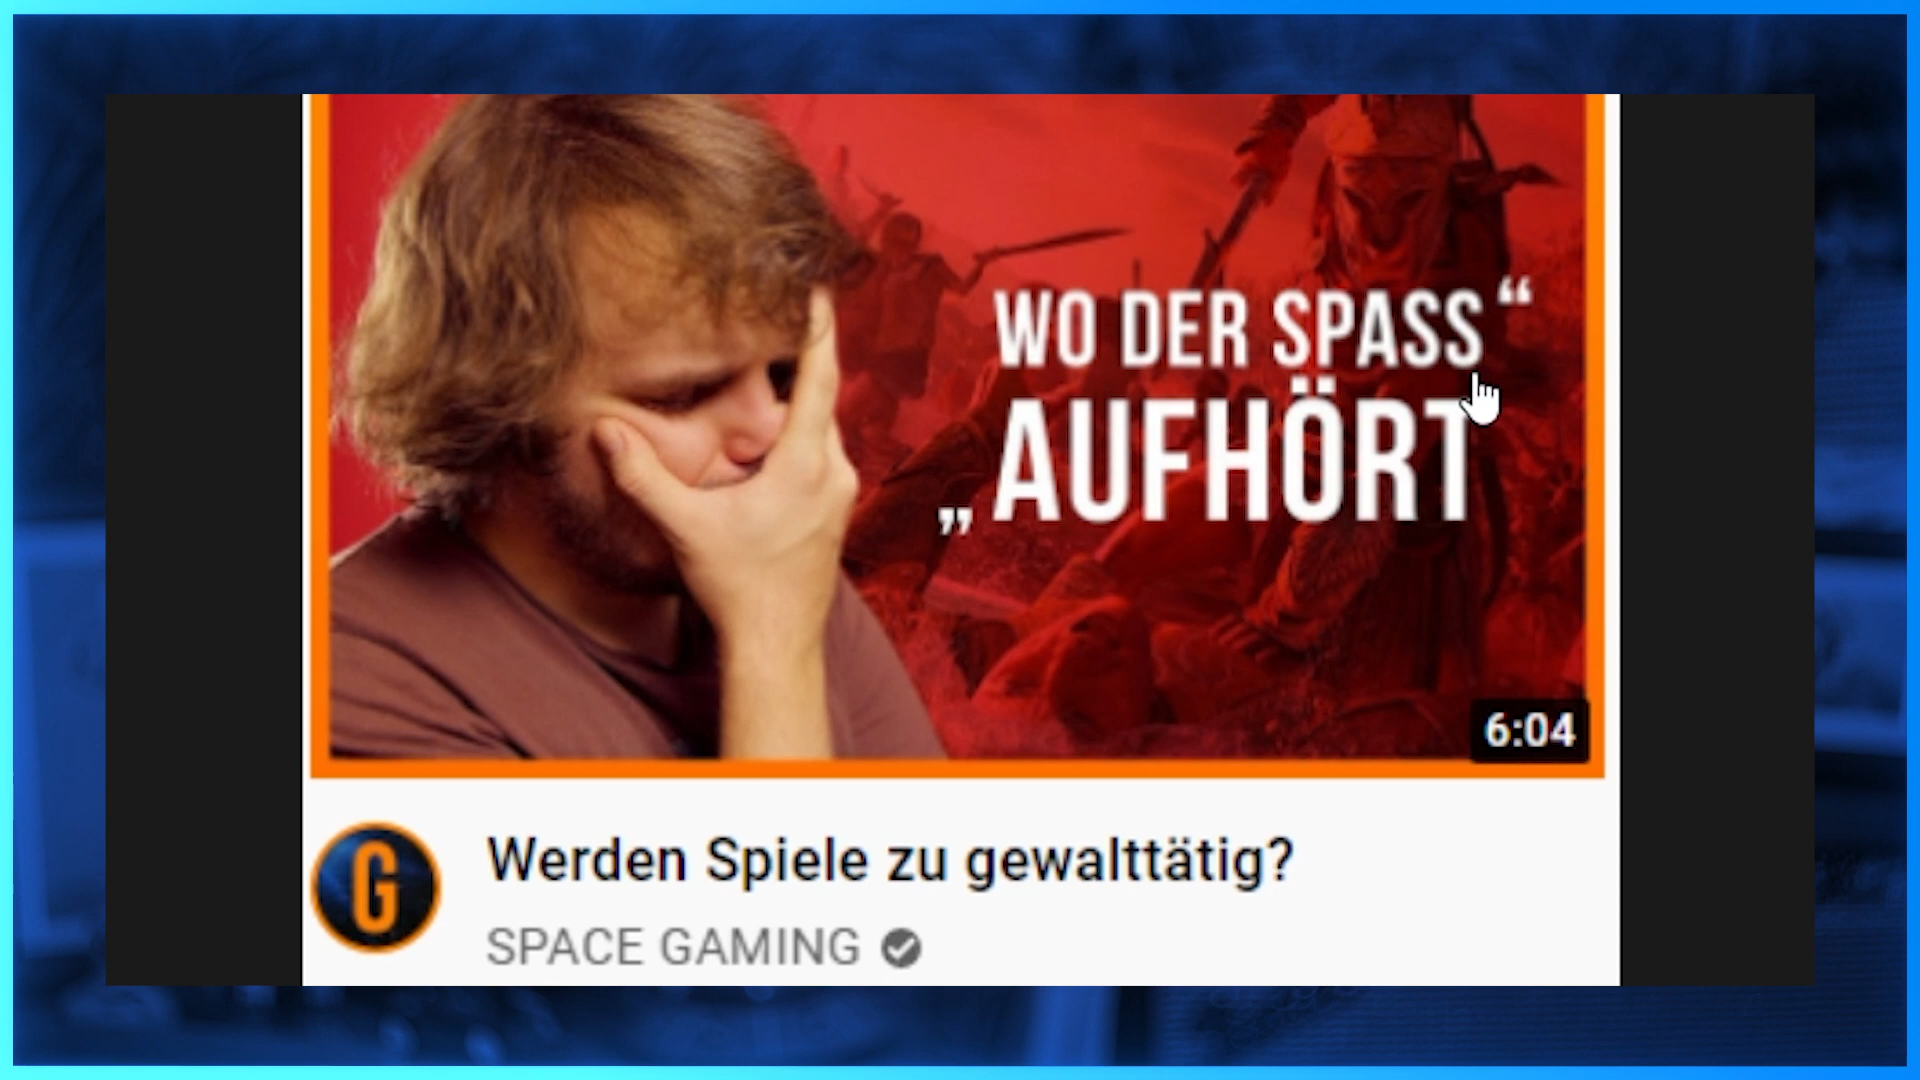 WO DER SPASS“
„AUFHÖRT
6:04
G
Werden Spiele zu gewalttätig?
SPACE GAMING